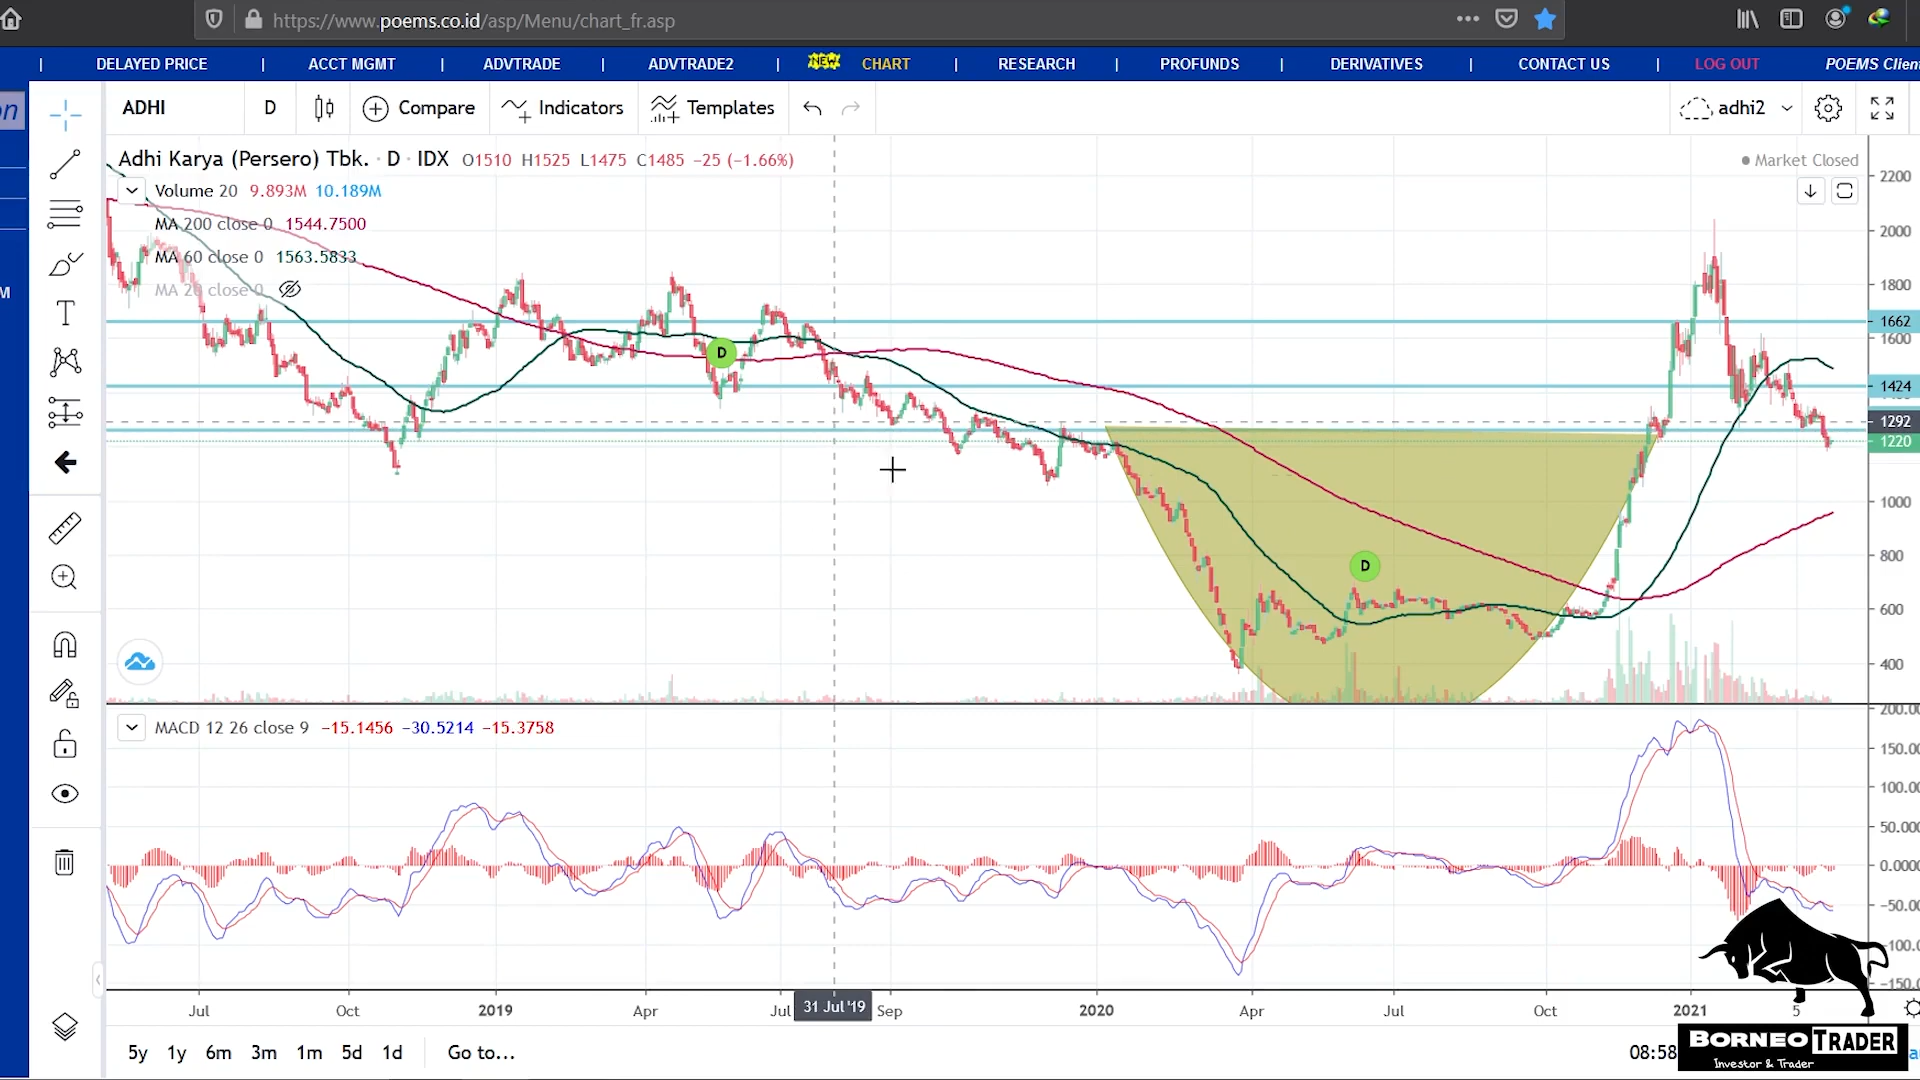 https://www.poems.co.id/asp/Menu/chart_fr.asp
| DELAYED PRICE | ACCT MGMT | ADVTRADE | ADVTRADE2 | NEW CHART | RESEARCH | PROFUNDS | DERIVATIVES | CONTACT US | LOG OUT POEMS Clien
on
ADHI D Compare Indicators Templates adhi2
Adhi Karya (Persero) Tbk. · D · IDX O1510 H1525 L1475 C1485 −25 (−1.66%) Market Closed
Volume 20 9.893M 10.189M
MA 200 close 0 1544.7500
MA 60 close 0 1563.5833
MA 20 close 0
M
D
D
2200
2000
1800
1662
1600
1424
1292
1220
1000
800
600
400
MACD 12 26 close 9 −15.1456 −30.5214 −15.3758
200.00
150.00
100.00
50.000
0.0000
−50.00
−100.0
−150.0
Jul Oct 2019 Apr Jul 31 Jul '19 Sep 2020 Apr Jul Oct 2021 5
5y 1y 6m 3m 1m 5d 1d Go to... 08:58
BORNEO TRADER
Investor & Trader